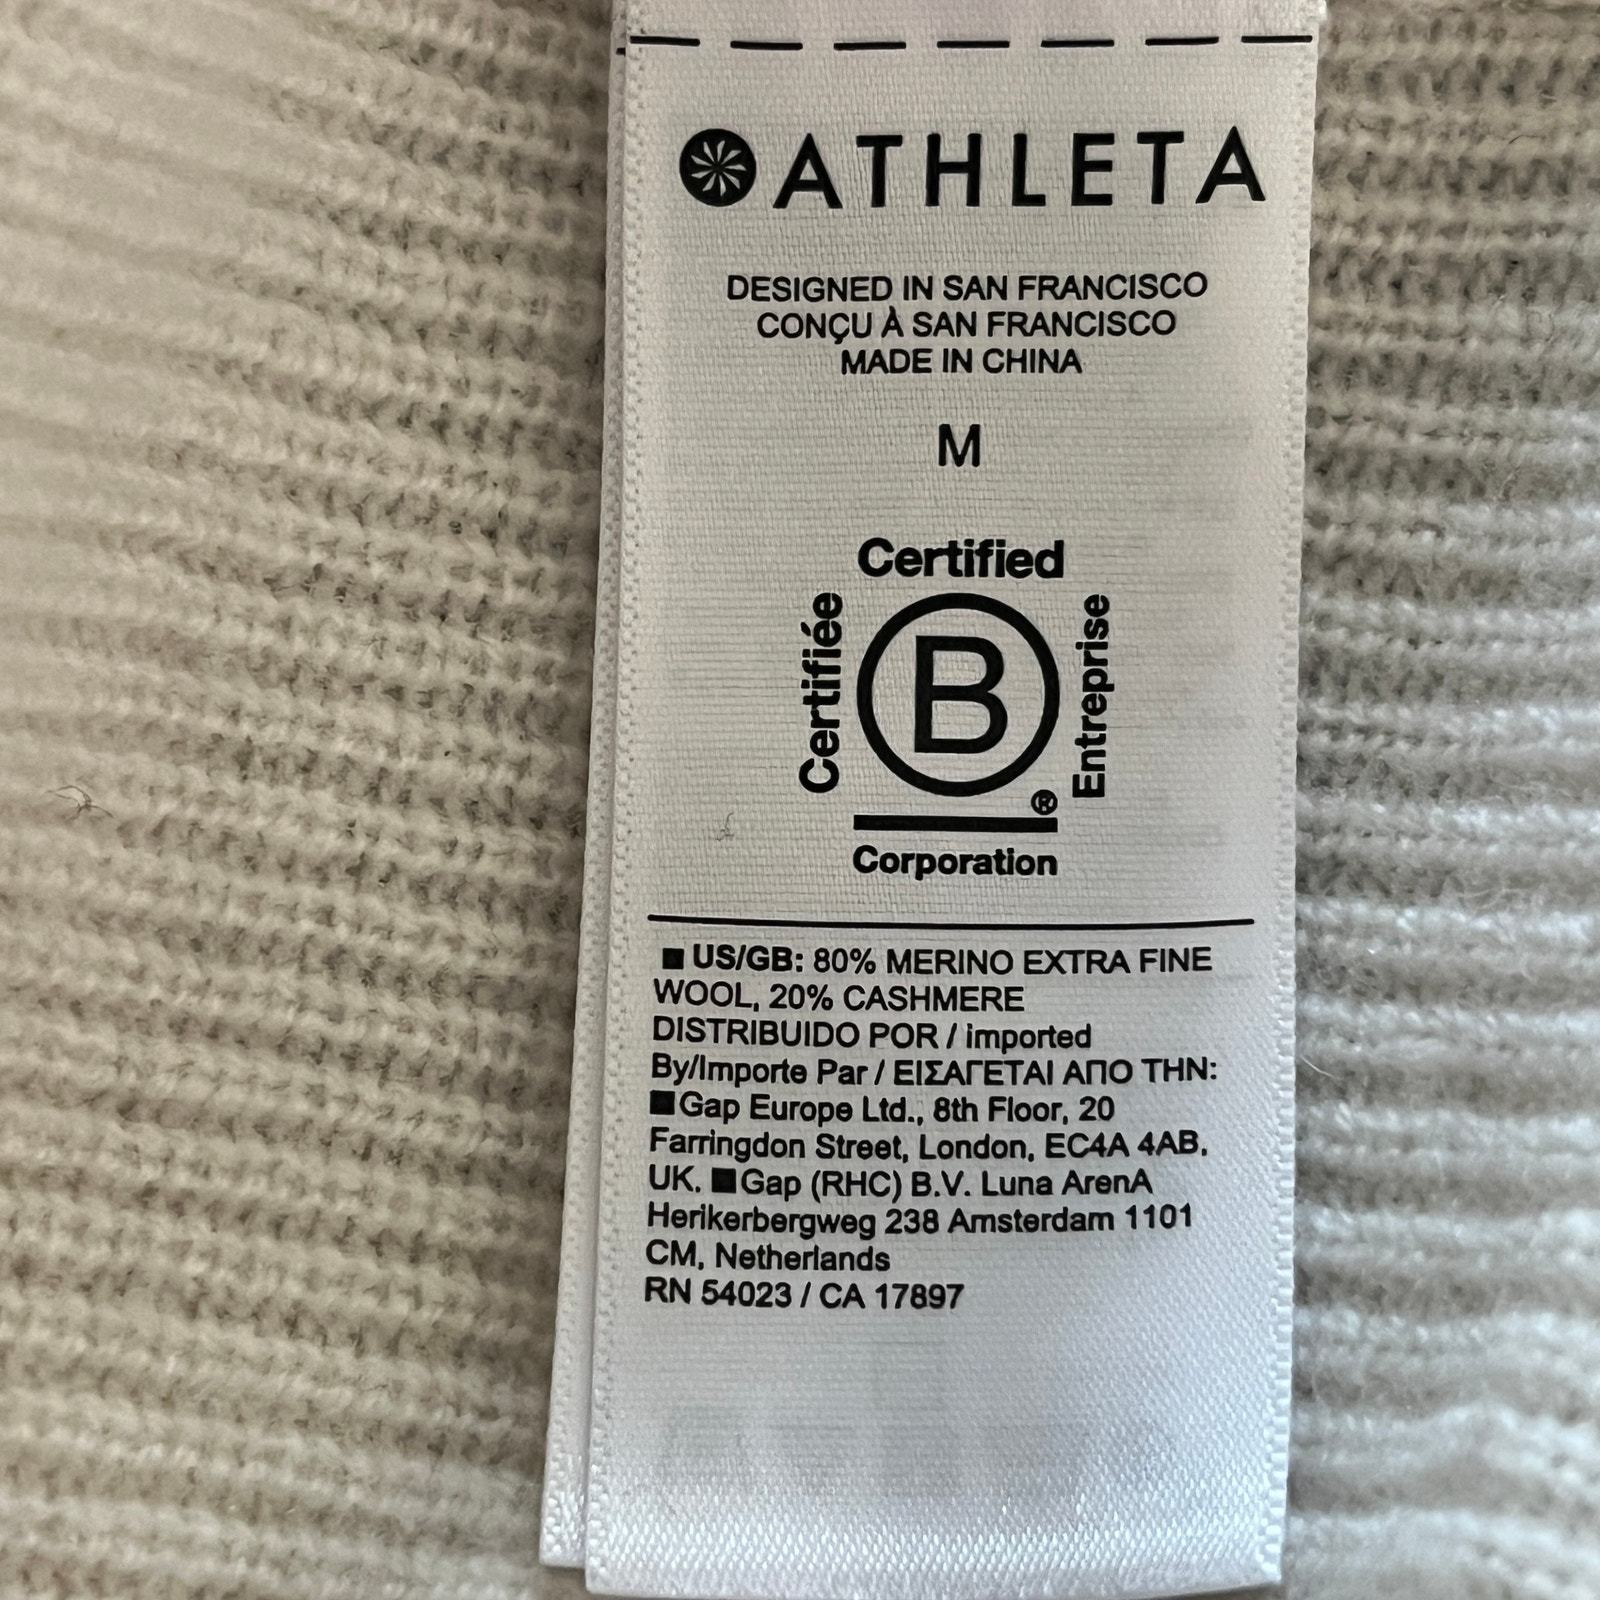 ATHLETA
DESIGNED IN SAN FRANCISCO
CONÇU À SAN FRANCISCO
MADE IN CHINA
M
Certified
Certifiée
B
Entreprise
®
Corporation
■ US/GB: 80% MERINO EXTRA FINE
WOOL, 20% CASHMERE
DISTRIBUIDO POR / imported
By/Importe Par / ΕΙΣΑΓΕΤΑΙ ΑΠΟ ΤΗΝ:
■ Gap Europe Ltd., 8th Floor, 20
Farringdon Street, London, EC4A 4AB,
UK. ■ Gap (RHC) B.V. Luna ArenA
Herikerbergweg 238 Amsterdam 1101
CM, Netherlands
RN 54023 / CA 17897